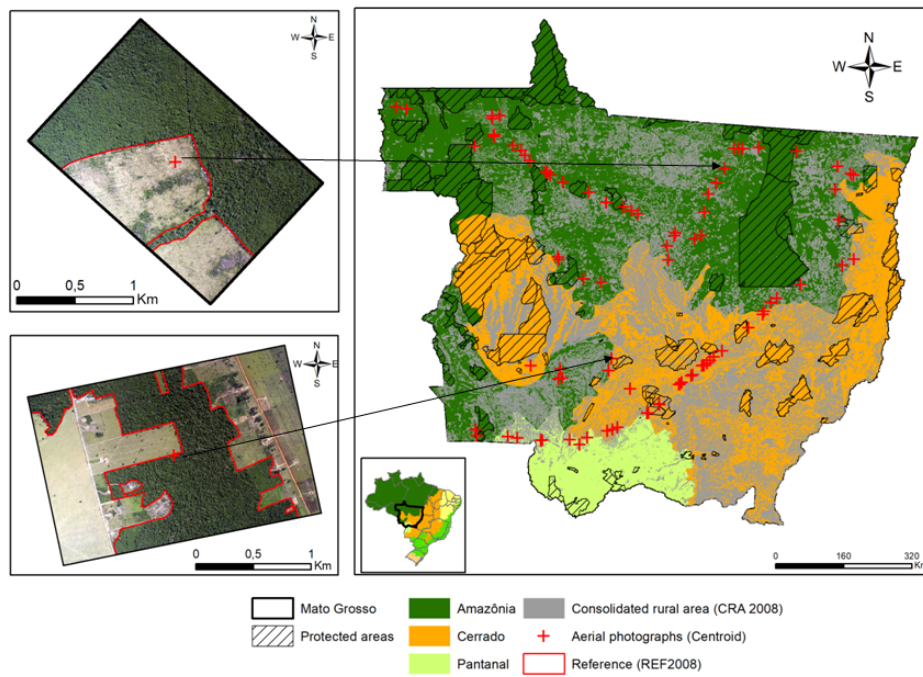 N
W E
S
0 0,5 1
Km
N
W E
S
0 0,5 1
Km
N
W E
S
0 160 320
Km
Mato Grosso
Amazônia
Consolidated rural area (CRA 2008)
Protected areas
Cerrado
Aerial photographs (Centroid)
Pantanal
Reference (REF2008)